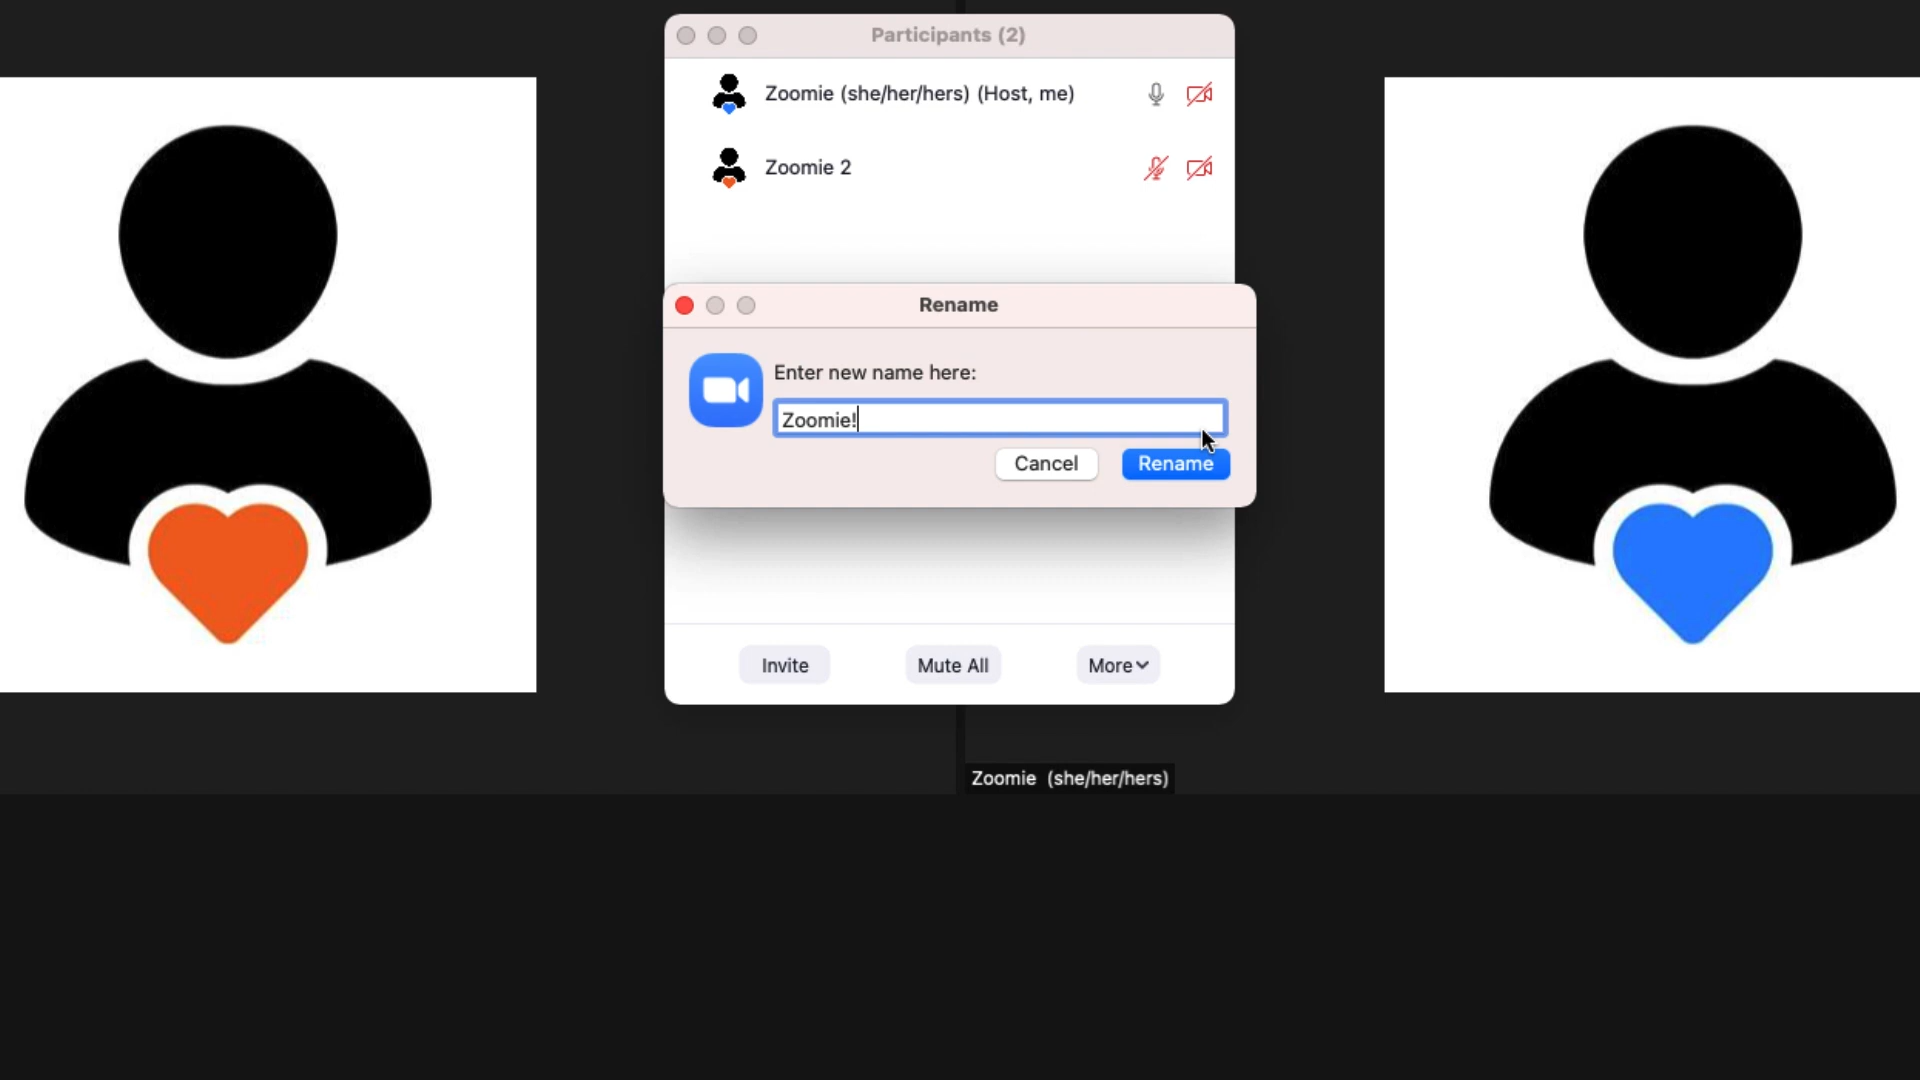 Participants (2)
Zoomie (she/her/hers) (Host, me)
Zoomie 2
Rename
Enter new name here:
Zoomie!
Cancel
Rename
Invite
Mute All
More
Zoomie (she/her/hers)